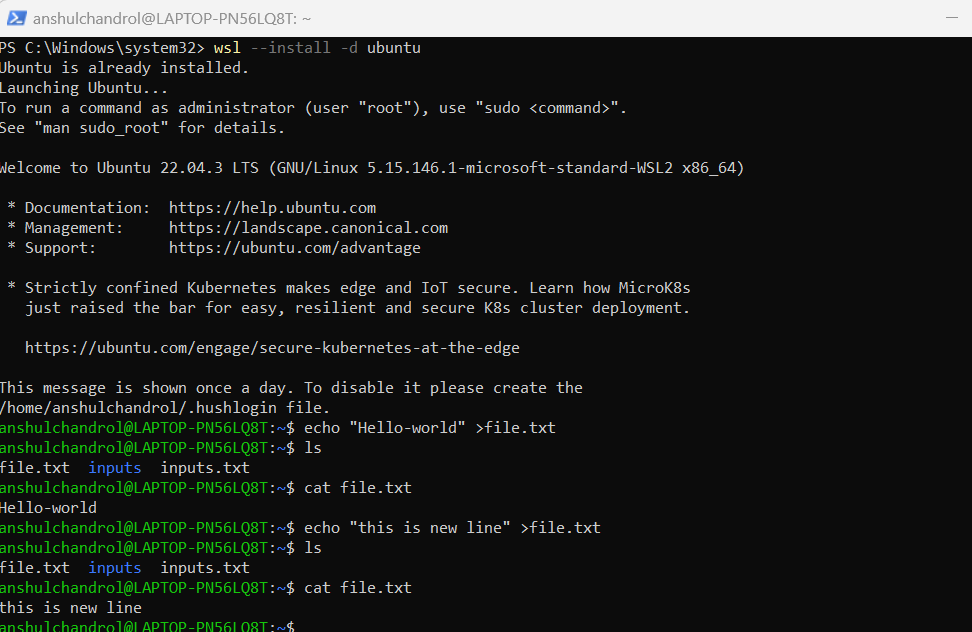 anshulchandrol@LAPTOP-PN56LQ8T: ~
PS C:\Windows\system32> wsl --install -d ubuntu
Ubuntu is already installed.
Launching Ubuntu...
To run a command as administrator (user "root"), use "sudo <command>".
See "man sudo_root" for details.
Welcome to Ubuntu 22.04.3 LTS (GNU/Linux 5.15.146.1-microsoft-standard-WSL2 x86_64)
* Documentation:  https://help.ubuntu.com
* Management:     https://landscape.canonical.com
* Support:        https://ubuntu.com/advantage
* Strictly confined Kubernetes makes edge and IoT secure. Learn how MicroK8s
just raised the bar for easy, resilient and secure K8s cluster deployment.
https://ubuntu.com/engage/secure-kubernetes-at-the-edge
This message is shown once a day. To disable it please create the
/home/anshulchandrol/.hushlogin file.
anshulchandrol@LAPTOP-PN56LQ8T:~$ echo "Hello-world" >file.txt
anshulchandrol@LAPTOP-PN56LQ8T:~$ ls
file.txt  inputs  inputs.txt
anshulchandrol@LAPTOP-PN56LQ8T:~$ cat file.txt
Hello-world
anshulchandrol@LAPTOP-PN56LQ8T:~$ echo "this is new line" >file.txt
anshulchandrol@LAPTOP-PN56LQ8T:~$ ls
file.txt  inputs  inputs.txt
anshulchandrol@LAPTOP-PN56LQ8T:~$ cat file.txt
this is new line
anshulchandrol@LAPTOP-PN56LQ8T:~$